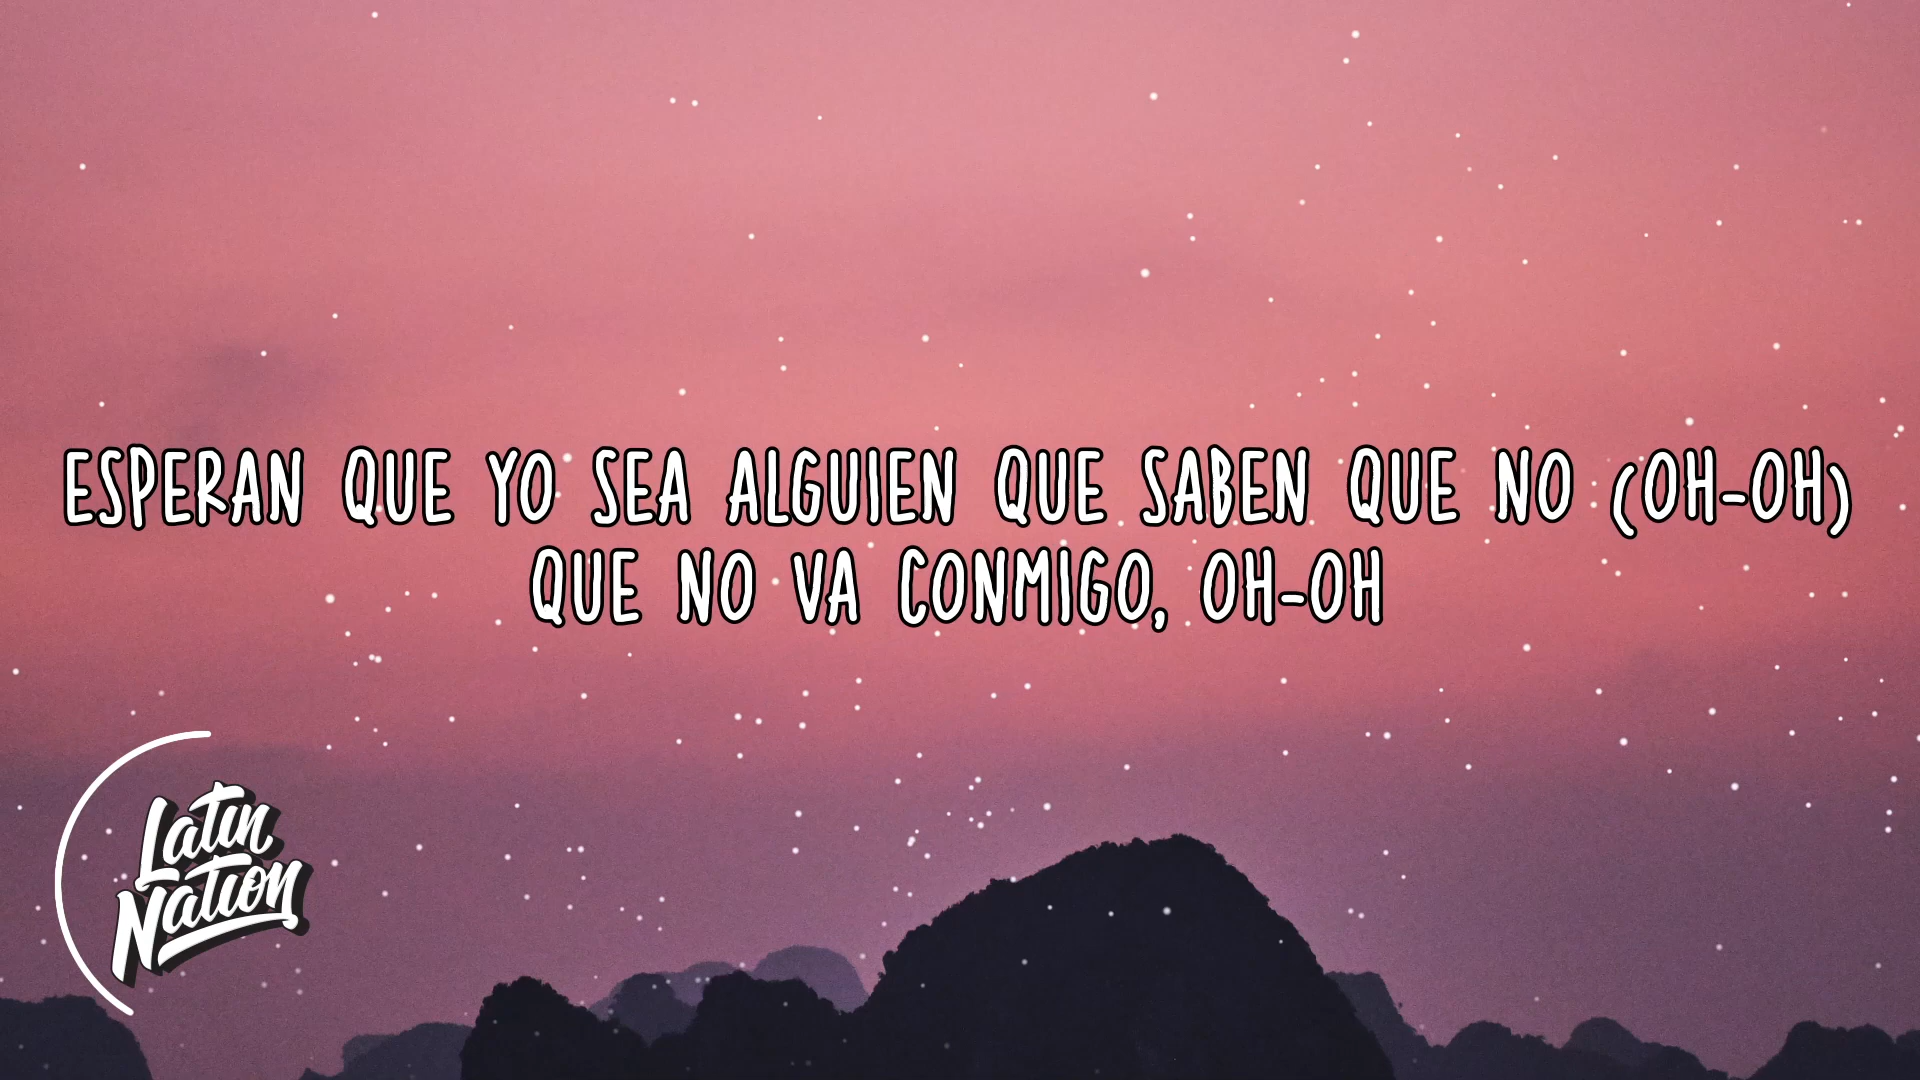 ESPERAN QUE YO SEA ALGUIEN QUE SABEN QUE NO (OH-OH)
QUE NO VA CONMIGO, OH-OH
Latin
Nation